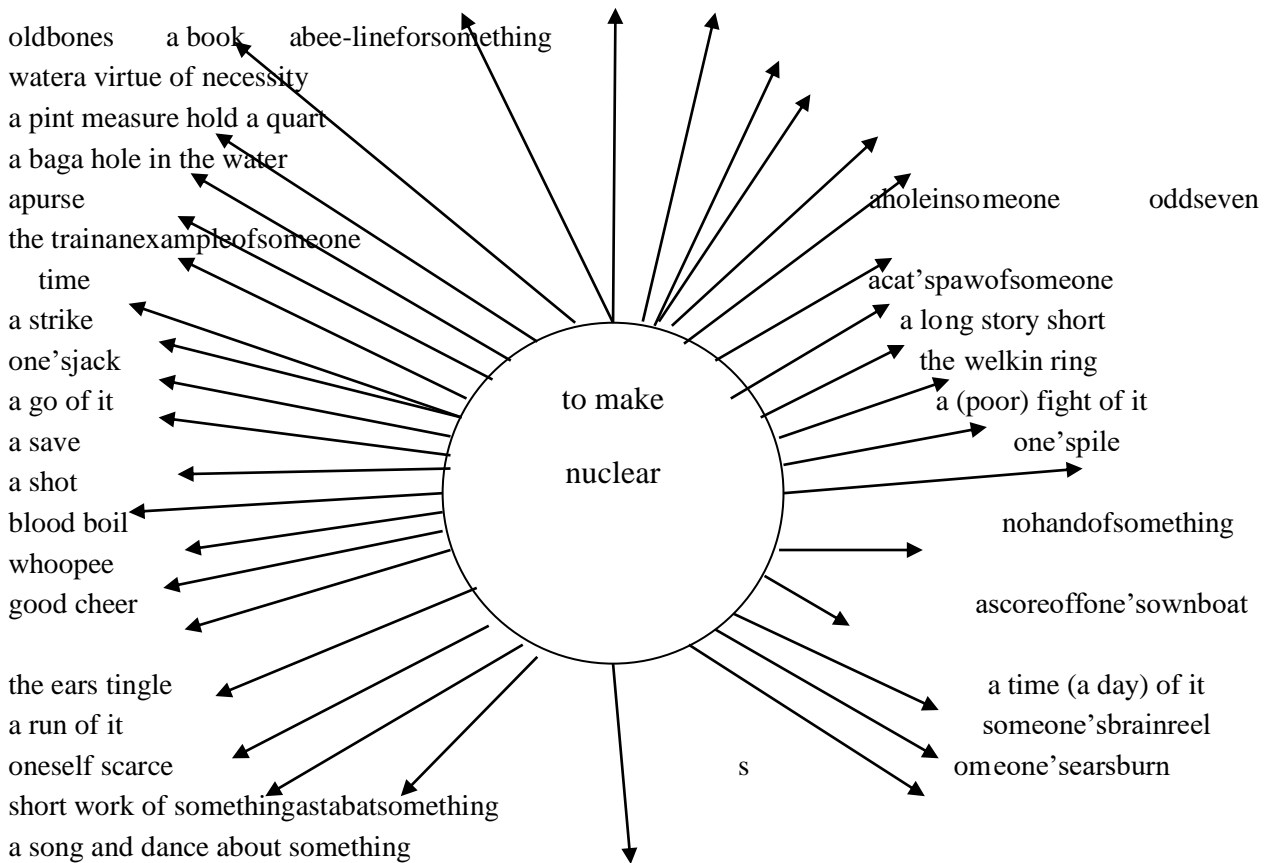 oldbones a book abee-lineforsomething
watera virtue of necessity
a pint measure hold a quart
a baga hole in the water
apurse aholeinsomeone oddseven
the trainanexampleofsomeone
time acat’spawofsomeone
a strike a long story short
one’sjack the welkin ring
a go of it a (poor) fight of it
a save one’spile
a shot
blood boil nohandofsomething
whoopee
good cheer ascoreoffone’sownboat
to make
nuclear
the ears tingle a time (a day) of it
a run of it someone’sbrainreel
oneself scarce s omeone’searsburn
short work of somethingastabatsomething
a song and dance about something